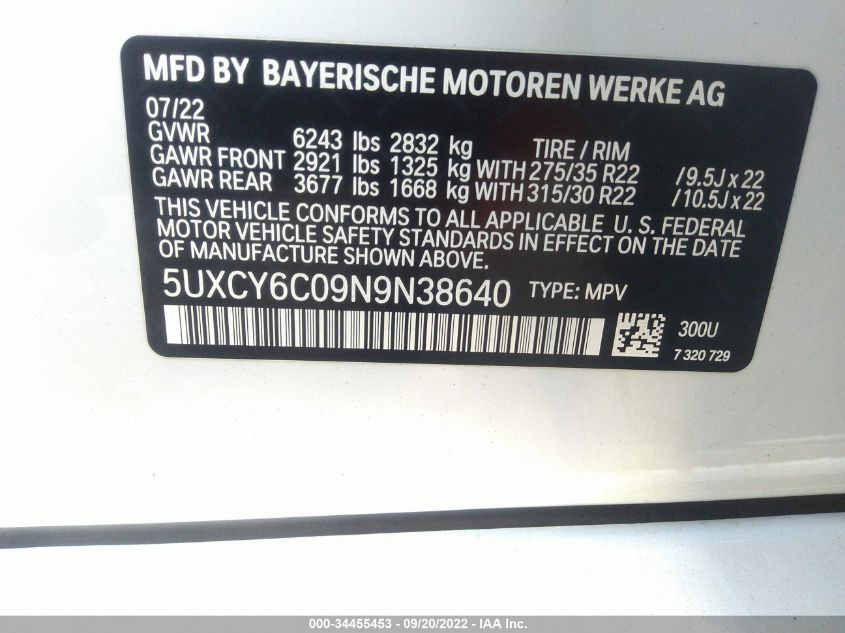 MFD BY BAYERISCHE MOTOREN WERKE AG
07/22
GVWR 6243 lbs 2832 kg TIRE / RIM
GAWR FRONT 2921 lbs 1325 kg WITH 275/35 R22 / 9.5J x 22
GAWR REAR 3677 lbs 1668 kg WITH 315/30 R22 / 10.5J x 22
THIS VEHICLE CONFORMS TO ALL APPLICABLE U. S. FEDERAL
MOTOR VEHICLE SAFETY STANDARDS IN EFFECT ON THE DATE
OF MANUFACTURE SHOWN ABOVE.
5UXCY6C09N9N38640 TYPE: MPV
300U
7 320 729
000-34455453 - 09/20/2022 - IAA Inc.